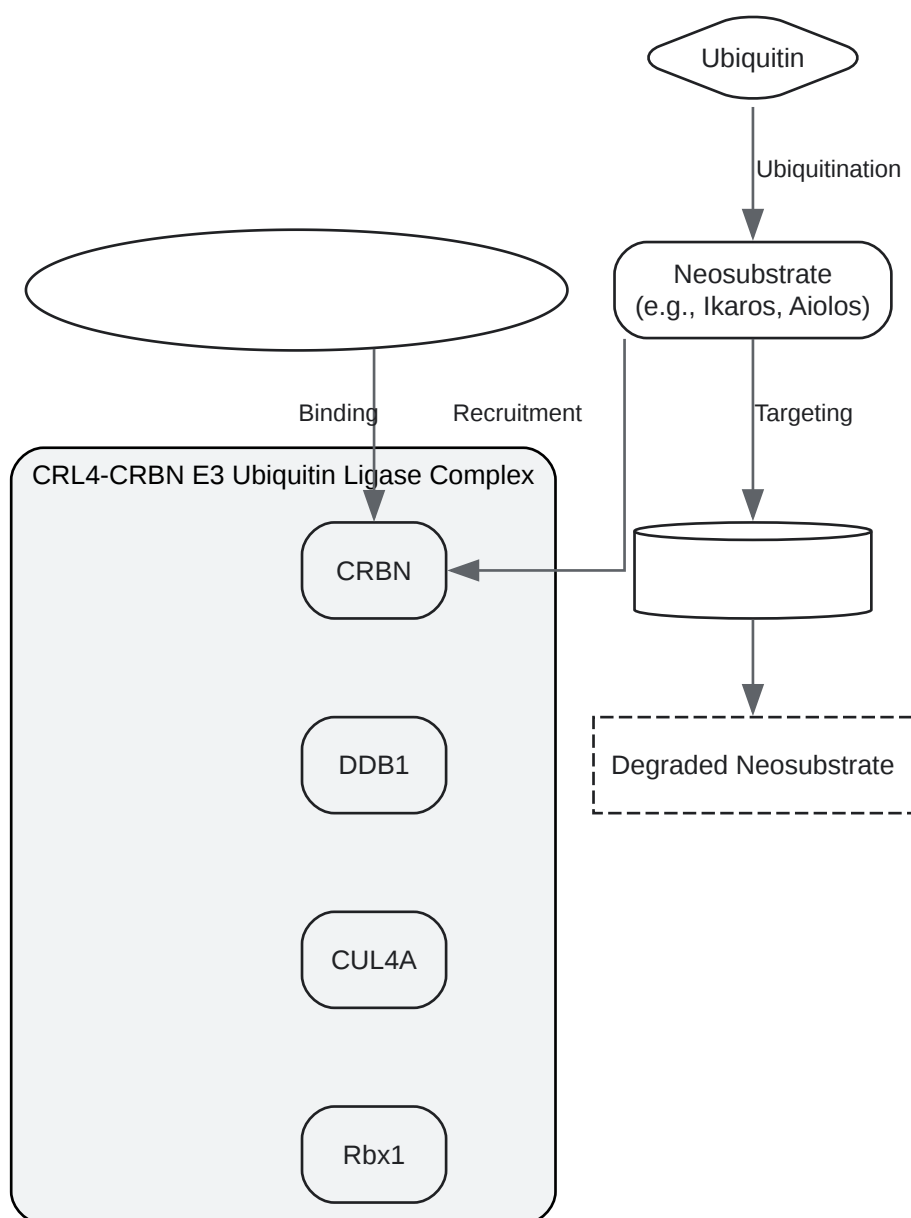 Ubiquitin
Ubiquitination
Neosubstrate
(e.g., Ikaros, Aiolos)
Binding
Recruitment
Targeting
CRL4-CRBN E3 Ubiquitin Ligase Complex
CRBN
DDB1
Degraded Neosubstrate
CUL4A
Rbx1